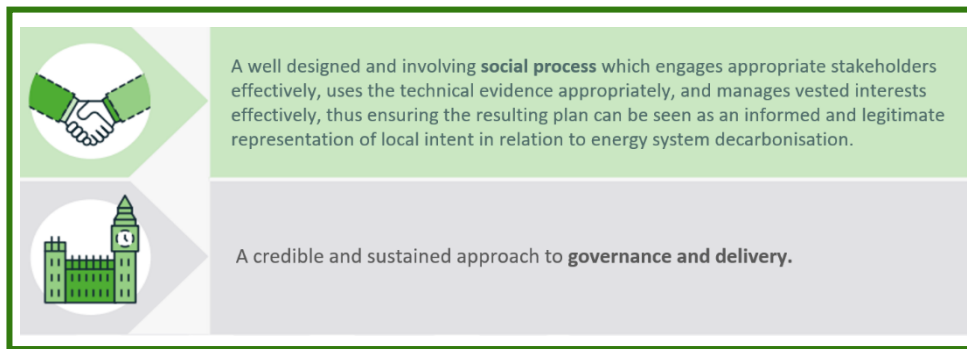 A well designed and involving social process which engages appropriate stakeholders
effectively, uses the technical evidence appropriately, and manages vested interests
effectively, thus ensuring the resulting plan can be seen as an informed and legitimate
representation of local intent in relation to energy system decarbonisation.
A credible and sustained approach to governance and delivery.